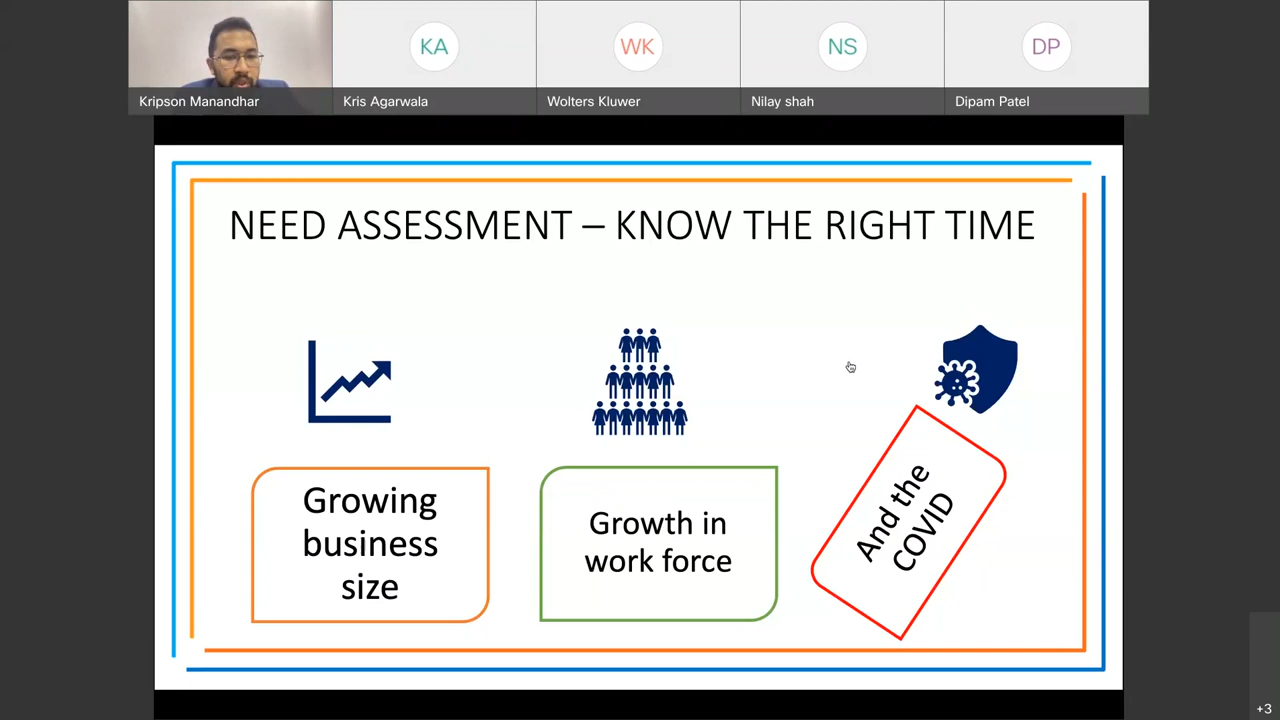 KA
WK
NS
DP
Kripson Manandhar
Kris Agarwala
Wolters Kluwer
Nilay shah
Dipam Patel
NEED ASSESSMENT – KNOW THE RIGHT TIME
Growing
business
size
Growth in
work force
And the
COVID
+3